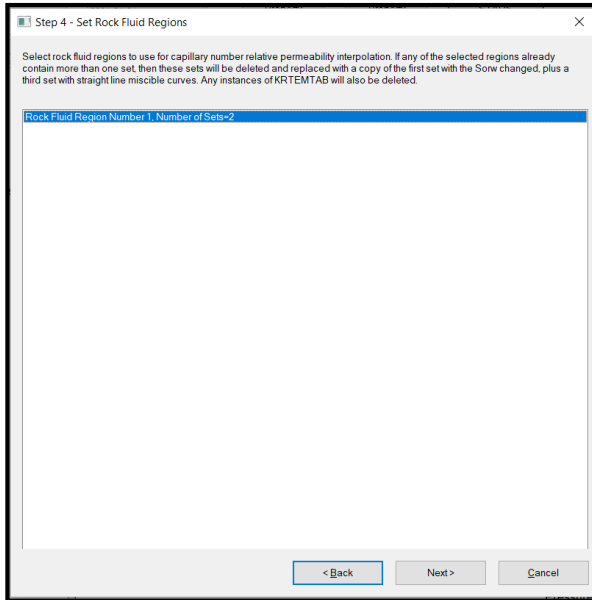 Step 4 - Set Rock Fluid Regions
Select rock fluid regions to use for capillary number relative permeability interpolation. If any of the selected regions already
contain more than one set, then these sets will be deleted and replaced with a copy of the first set with the Sorw changed, plus a
third set with straight line miscible curves. Any instances of KRTEMTAB will also be deleted.
Rock Fluid Region Number 1, Number of Sets=2
< Back
Next >
Cancel